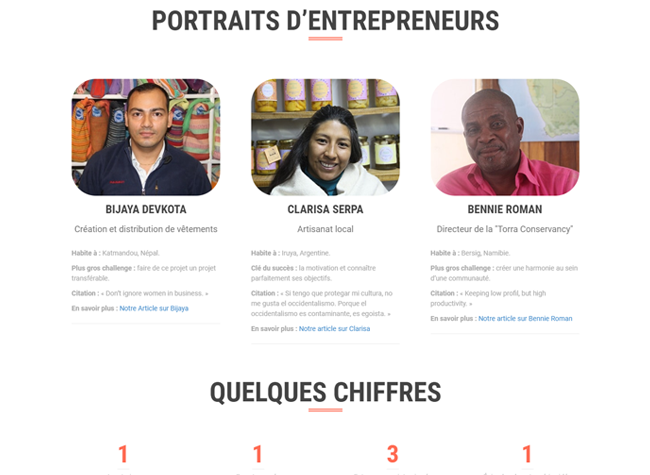 PORTRAITS D'ENTREPRENEURS
BIJAYA DEVKOTA
Création et distribution de vêtements
Habite à : Katmandou, Népal.
Plus gros challenge : faire de ce projet un projet
transférable.
Citation : « Don't ignore women in business. »
En savoir plus : Notre Article sur Bijaya
CLARISA SERPA
Artisanat local
Habite à : Iruya, Argentine.
Clé du succès : la motivation et connaître
parfaitement ses objectifs.
Citation : « Si tengo que protegar mi cultura, no
me gusta el occidentalismo. Porque el
occidentalismo es contaminante, es egoista. »
En savoir plus : Notre article sur Clarisa
BENNIE ROMAN
Directeur de la "Torra Conservancy"
Habite à : Bersig, Namibie.
Plus gros challenge : créer une harmonie au sein
d'une communauté.
Citation : « Keeping low profil, but high
productivity. »
En savoir plus : Notre article sur Bennie Roman
QUELQUES CHIFFRES
1
1
3
1